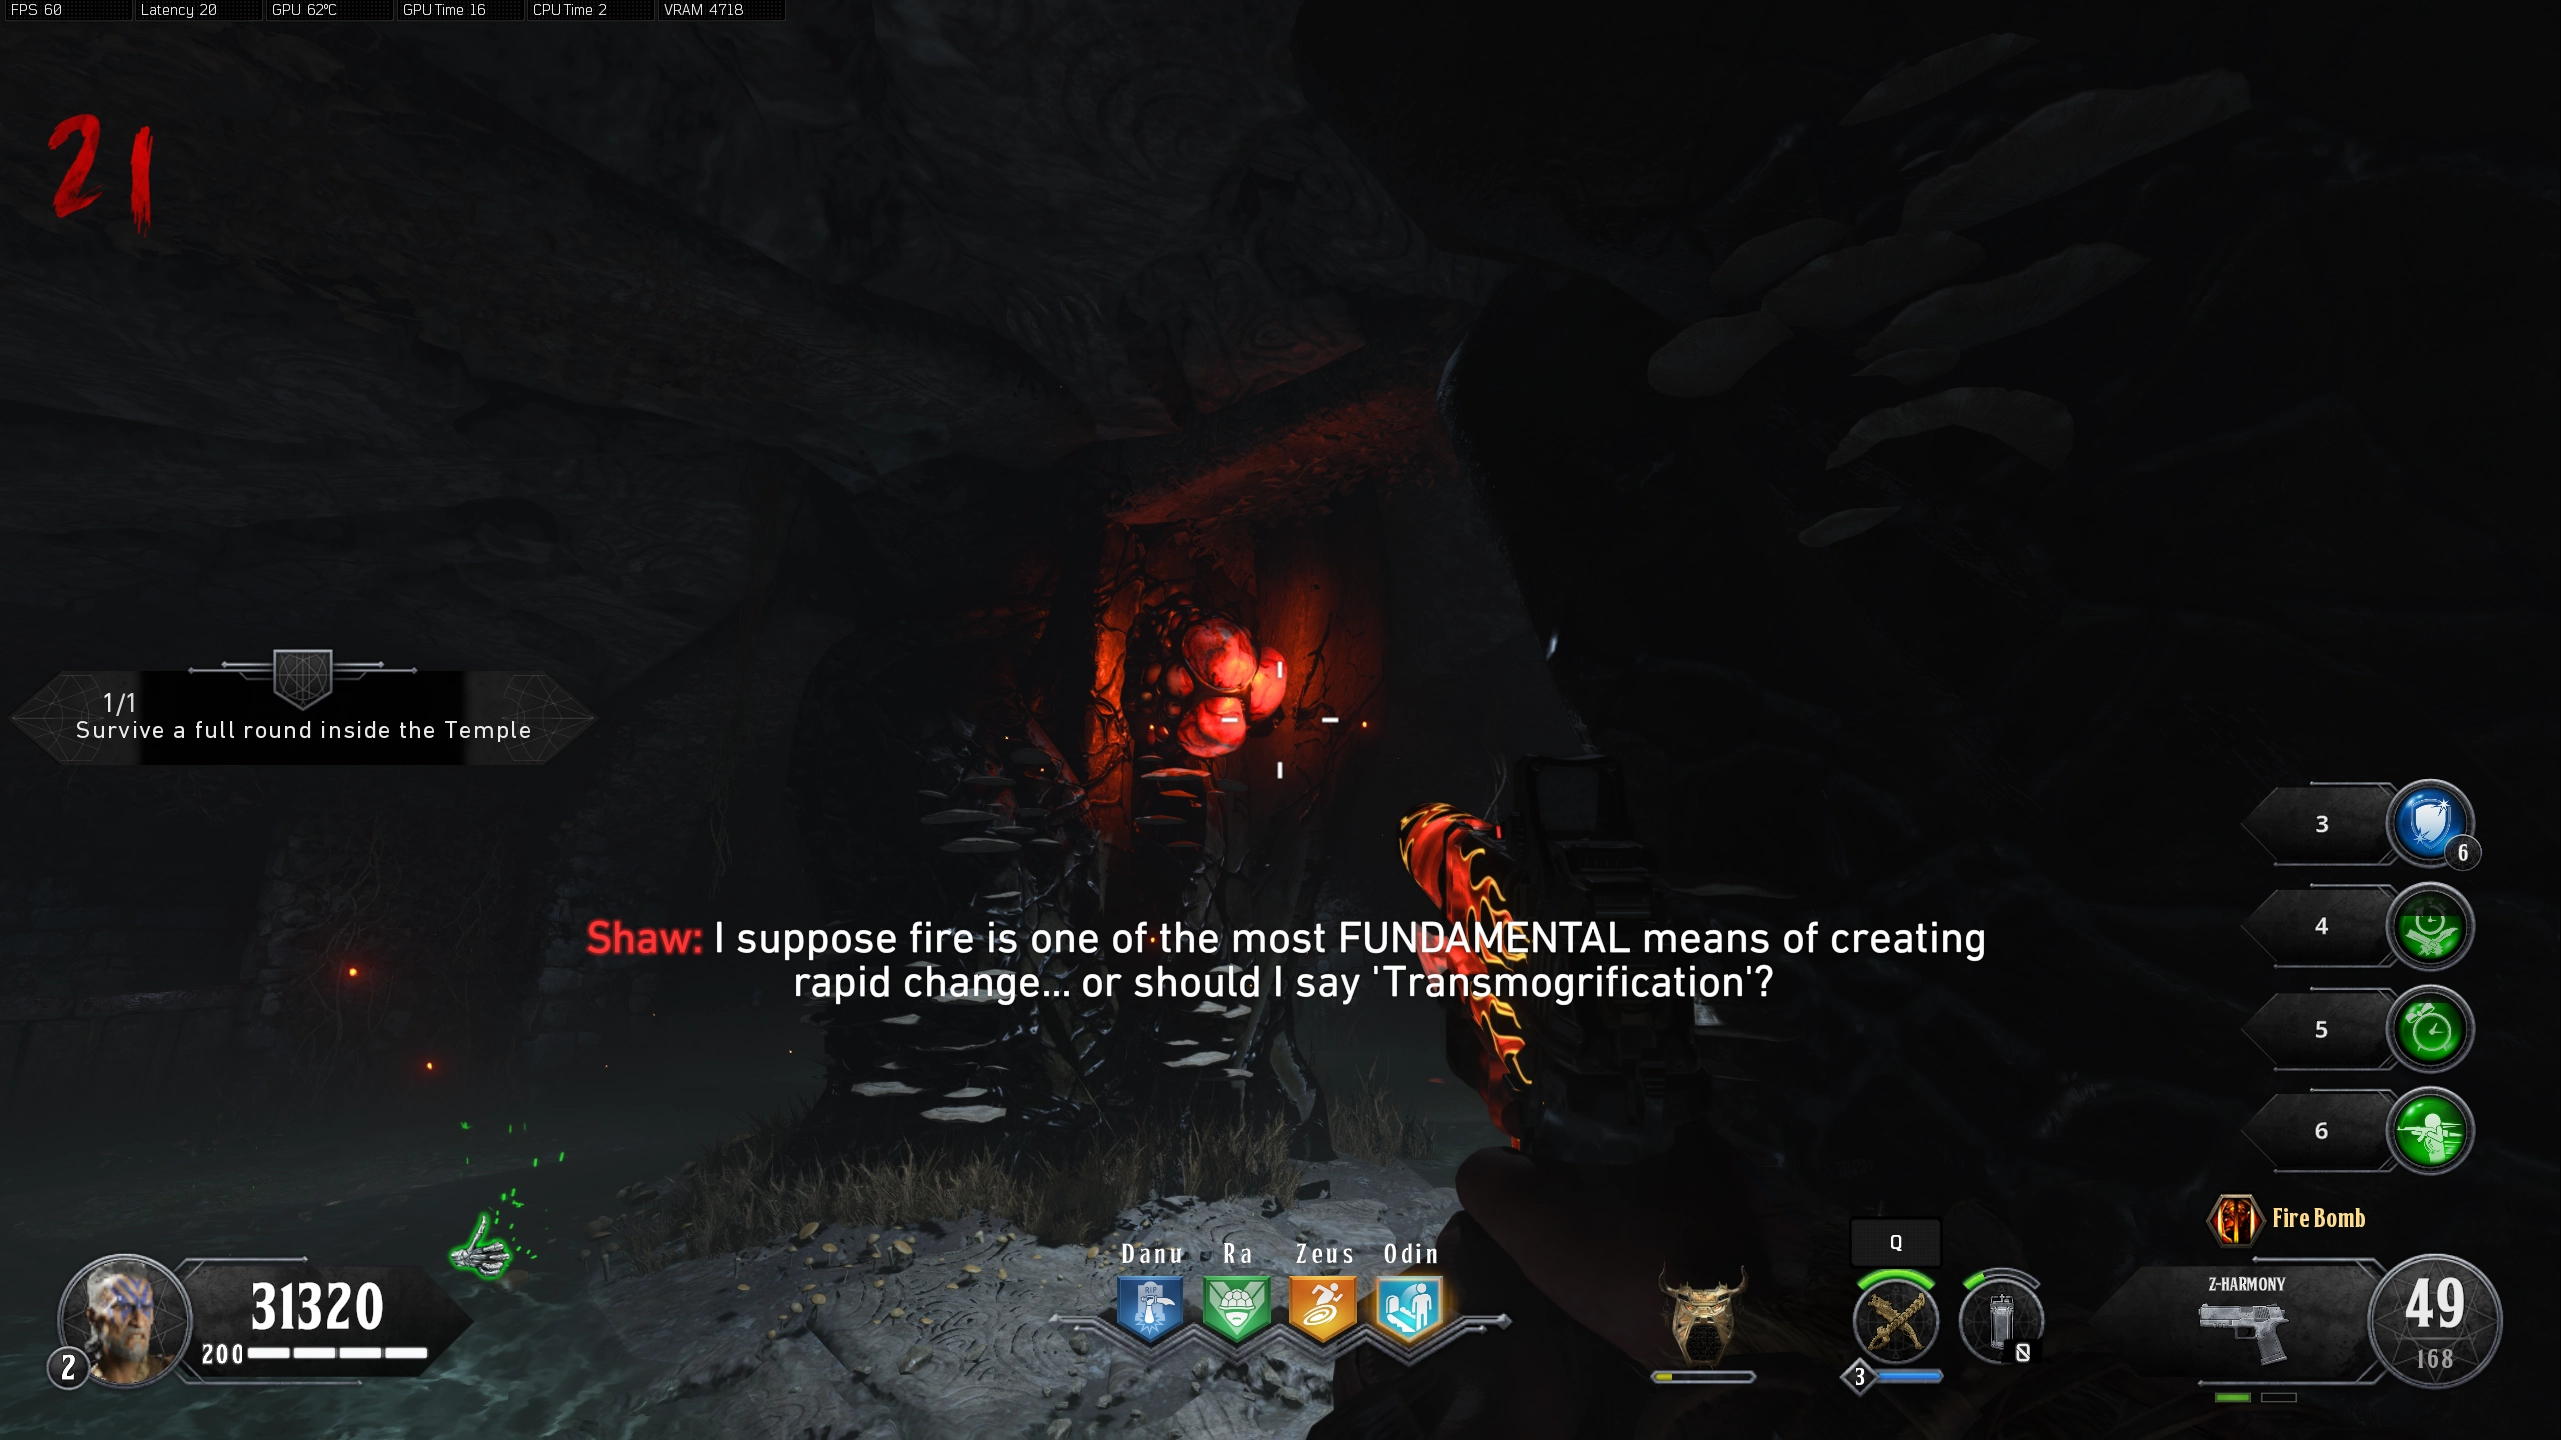 FPS 60 Latency 20 GPU 62°C GPU Time 16 CPU Time 2 VRAM 4718
21
1/1
Survive a full round inside the Temple
3
6
4
5
6
Shaw: I suppose fire is one of the most FUNDAMENTAL means of creating
rapid change... or should I say 'Transmogrification'?
Fire Bomb
Danu Ra Zeus Odin
RIP
Q
Z-HARMONY
31320
200
2
3
0
49
168